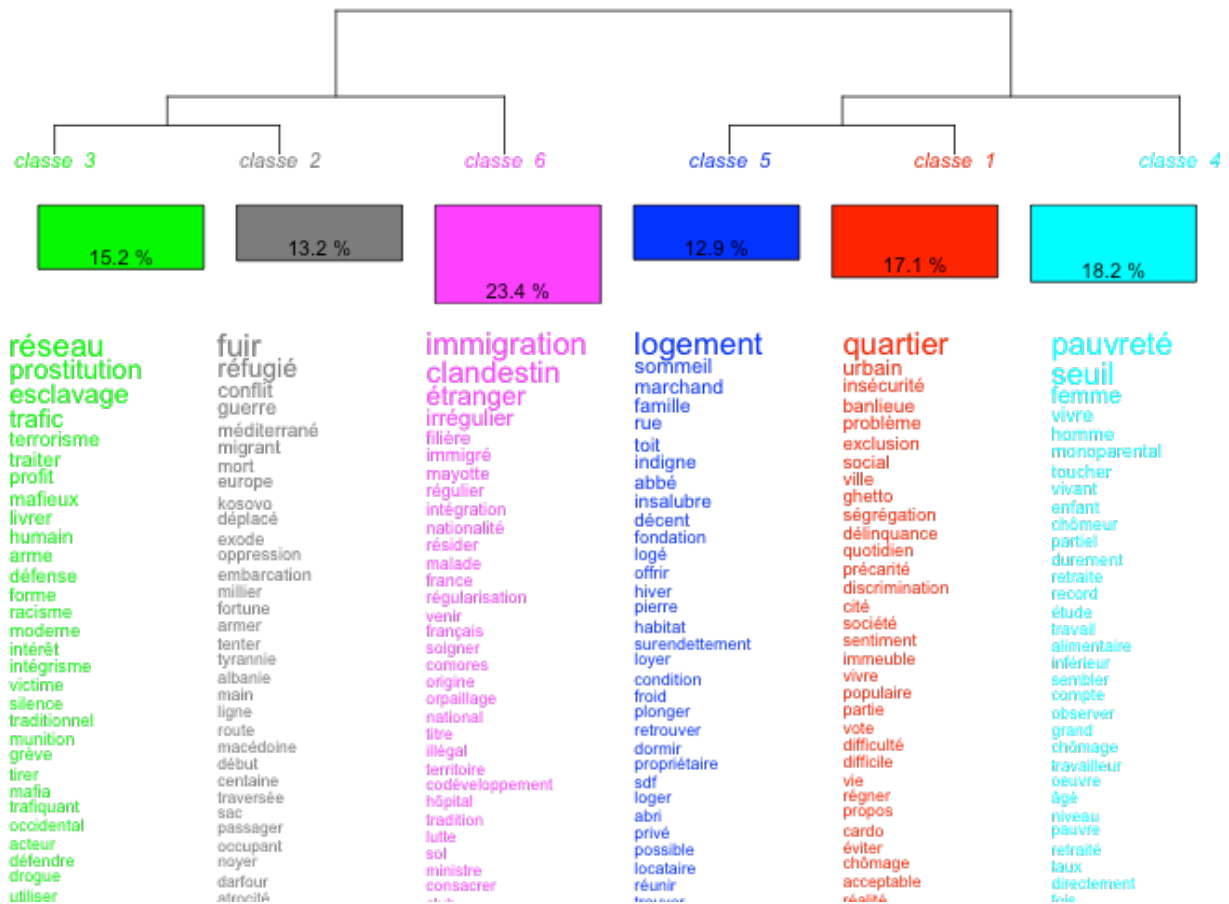 classe 3
classe 2
classe 6
classe 5
classe 1
classe 4
15.2 %
13.2 %
23.4 %
12.9 %
17.1 %
18.2 %
réseau
prostitution
esclavage
trafic
terrorisme
traiter
profit
mafieux
livrer
humain
arme
défense
forme
racisme
moderne
intérêt
intégrisme
victime
silence
traditionnel
munition
grève
tirer
mafia
trafiquant
occidental
acteur
défendre
drogue
utiliser
fuir
réfugié
conflit
guerre
méditerrané
migrant
mort
europe
kosovo
déplacé
exode
oppression
embarcation
millier
fortune
armer
tenter
tyrannie
albanie
main
ligne
route
macédoine
début
centaine
traversée
sac
passager
occupant
noyer
darfour
atrocité
immigration
clandestin
étranger
irrégulier
filière
immigré
mayotte
régulier
intégration
nationalité
résider
malade
france
régularisation
venir
français
soigner
comores
origine
orpaillage
national
titre
illégal
territoire
codéveloppement
hôpital
tradition
lutte
sol
ministre
consacrer
logement
sommeil
marchand
famille
rue
toit
indigne
abbé
insalubre
décent
fondation
logé
offrir
hiver
pierre
habitat
surendettement
loyer
condition
froid
plonger
retrouver
dormir
propriétaire
sdf
loger
abri
privé
possible
locataire
réunir
trouver
quartier
urbain
insécurité
banlieue
problème
exclusion
social
ville
ghetto
ségrégation
délinquance
quotidien
précarité
discrimination
cité
société
sentiment
immeuble
vivre
populaire
partie
vote
difficulté
difficile
vie
régner
propos
cardo
éviter
chômage
acceptable
réalité
pauvreté
seuil
femme
vivre
homme
monoparental
toucher
vivant
enfant
chômeur
partiel
durement
retraite
record
étude
travail
alimentaire
inférieur
sembler
compte
observer
grand
chômage
travailleur
oeuvre
âgé
niveau
pauvre
retraité
taux
directement